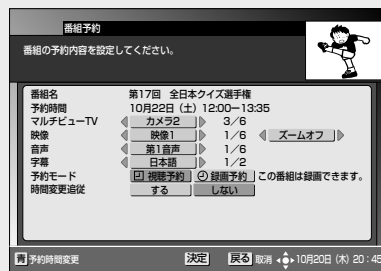 番組予約
番組の予約内容を設定してください。
番組名 第17回 全日本クイズ選手権
予約時間 10月22日（土）12:00ー13:35
マルチビューTV カメラ2 3／6
映像 映像1 1／6 ズームオフ
音声 第1音声 1／6
字幕 日本語 1／2
予約モード 視聴予約 録画予約 この番組は録画できます。
時間変更追従 する しない
青 予約時間変更 決定 戻る 取消 10月20日（木）20：45